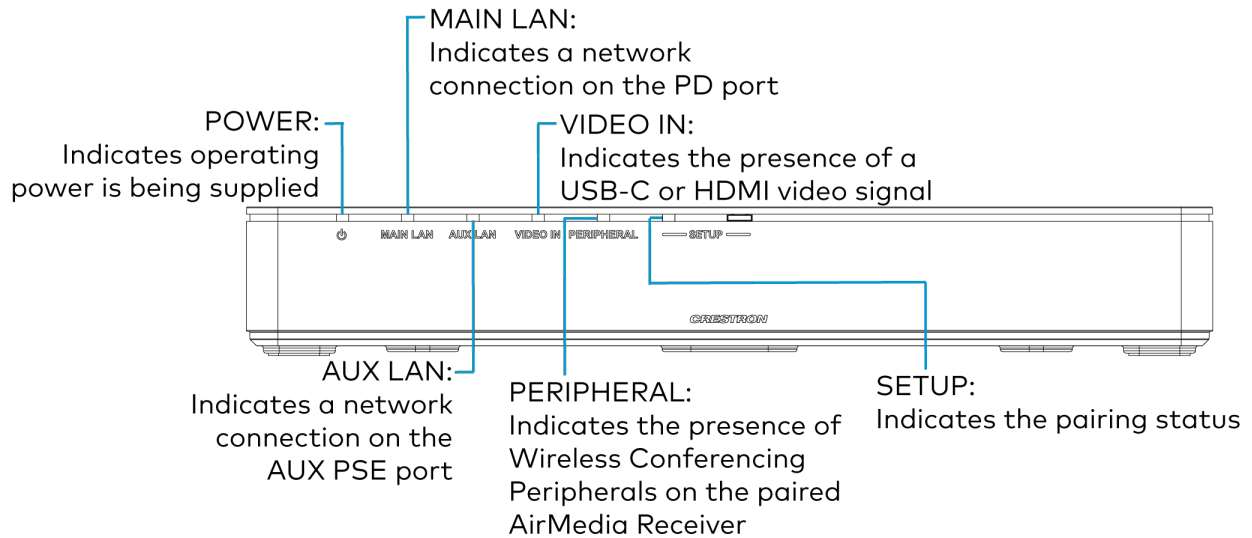 MAIN LAN:
Indicates a network
connection on the PD port
POWER:
Indicates operating
power is being supplied
VIDEO IN:
Indicates the presence of a
USB-C or HDMI video signal
MAIN LAN AUX LAN VIDEO IN PERIPHERAL SETUP
CRESTRON
AUX LAN:
Indicates a network
connection on the
AUX PSE port
PERIPHERAL:
Indicates the presence of
Wireless Conferencing
Peripherals on the paired
AirMedia Receiver
SETUP:
Indicates the pairing status